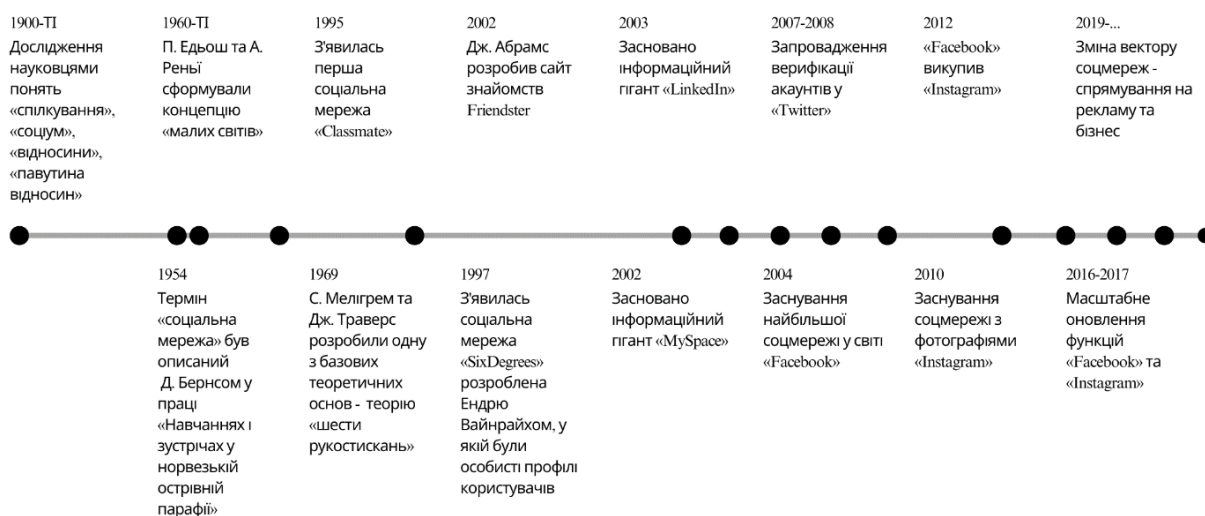 1900-ТІ
Дослідження
науковцями
понять
«спілкування»,
«соціум»,
«відносини»,
«павутина
відносин»
1960-ТІ
П. Едьош та А.
Реньї
сформували
концепцію
«малих світів»
1995
З'явилась
перша
соціальна
мережа
«Classmate»
2002
Дж. Абрамс
розробив сайт
знайомств
Friendster
2003
Засновано
інформаційний
гігант «LinkedIn»
2007-2008
Запровадження
верифікації
акаунтів у
«Twitter»
2012
«Facebook»
викупив
«Instagram»
2019-...
Зміна вектору
соцмереж -
спрямування на
рекламу та
бізнес
1954
Термін
«соціальна
мережа» був
описаний
Д. Бернсом у
праці
«Навчаннях і
зустрічах у
норвезькій
острівній
парафії»
1969
С. Мелігрем та
Дж. Траверс
розробили одну
з базових
теоретичних
основ - теорію
«шести
рукостискань»
1997
З'явилась
соціальна
мережа
«SixDegrees»
розроблена
Ендрю
Вайнрайхом, у
якій були
особисті профілі
користувачів
2002
Засновано
інформаційний
гігант «MySpace»
2004
Заснування
найбільшої
соцмережі у світі
«Facebook»
2010
Заснування
соцмережі з
фотографіями
«Instagram»
2016-2017
Масштабне
оновлення
функцій
«Facebook» та
«Instagram»